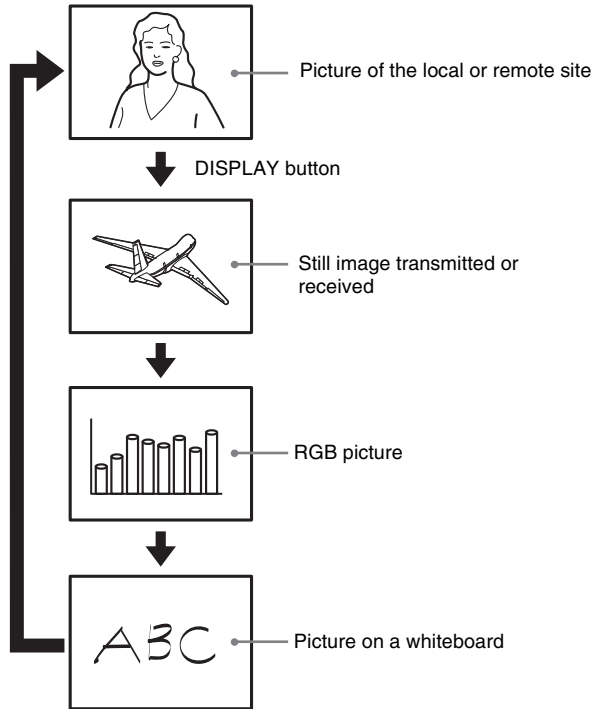 Picture of the local or remote site
DISPLAY button
Still image transmitted or
received
RGB picture
ABC
Picture on a whiteboard